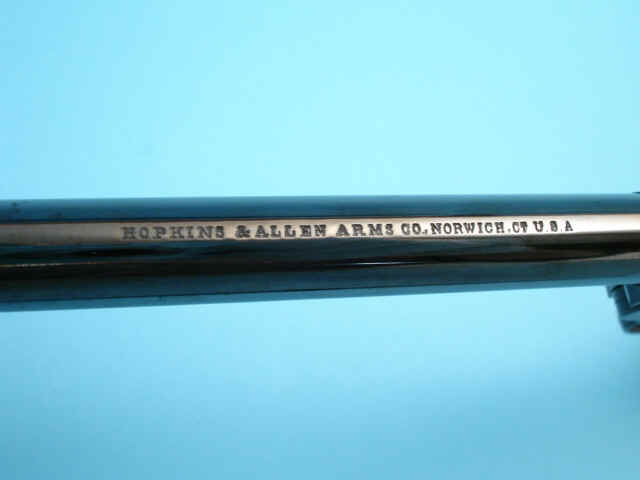 HOPKINS & ALLEN ARMS CO., NORWICH, CT U.S.A